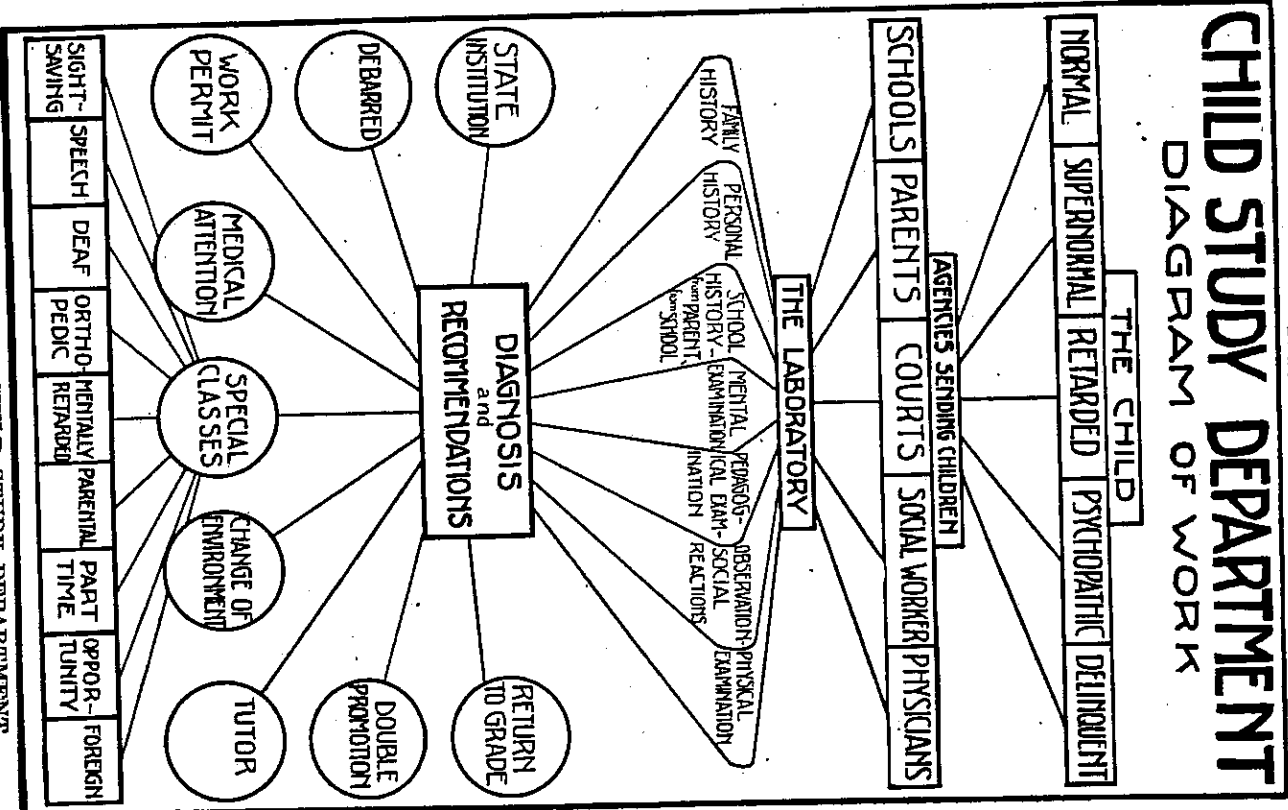 CHILD STUDY DEPARTMENT
DIAGRAM OF WORK
THE CHILD
NORMAL
SUPERNORMAL
RETARDED
PSYCHOPATHIC
DELINQUENT
AGENCIES SENDING CHILDREN
SCHOOLS
PARENTS
COURTS
SOCIAL WORKER
PHYSICIANS
THE LABORATORY
FAMILY
HISTORY
PERSONAL
HISTORY
SCHOOL
HISTORY-
from PARENT,
from SCHOOL
MENTAL
EXAMINATION
PEDAGOG-
ICAL EXAM-
INATION
OBSERVATION-
SOCIAL
REACTIONS
PHYSICAL
EXAMINATION
DIAGNOSIS
and
RECOMMENDATIONS
STATE
INSTITUTION
RETURN
TO GRADE
DEBARRED
DOUBLE
PROMOTION
WORK
PERMIT
MEDICAL
ATTENTION
SPECIAL
CLASSES
CHANGE OF
ENVIRONMENT
TUTOR
SIGHT-
SAVING
SPEECH
DEAF
ORTHO-
PEDIC
MENTALLY
RETARDED
PARENTAL
PART
TIME
OPPOR-
TUNITY
FOREIGN